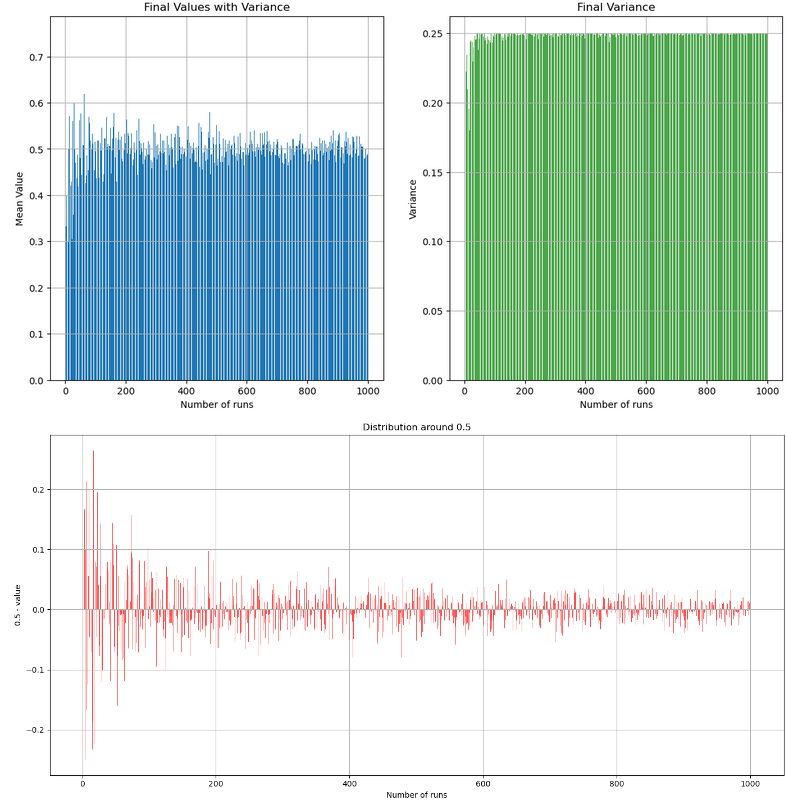 Final Values with Variance
Mean Value
0.7
0.6
0.5
0.4
0.3
0.2
0.1
0.0
0 200 400 600 800 1000
Number of runs
Final Variance
Variance
0.25
0.20
0.15
0.10
0.05
0.00
0 200 400 600 800 1000
Number of runs
Distribution around 0.5
0.5 - value
0.2
0.1
0.0
−0.1
−0.2
0 200 400 600 800 1000
Number of runs